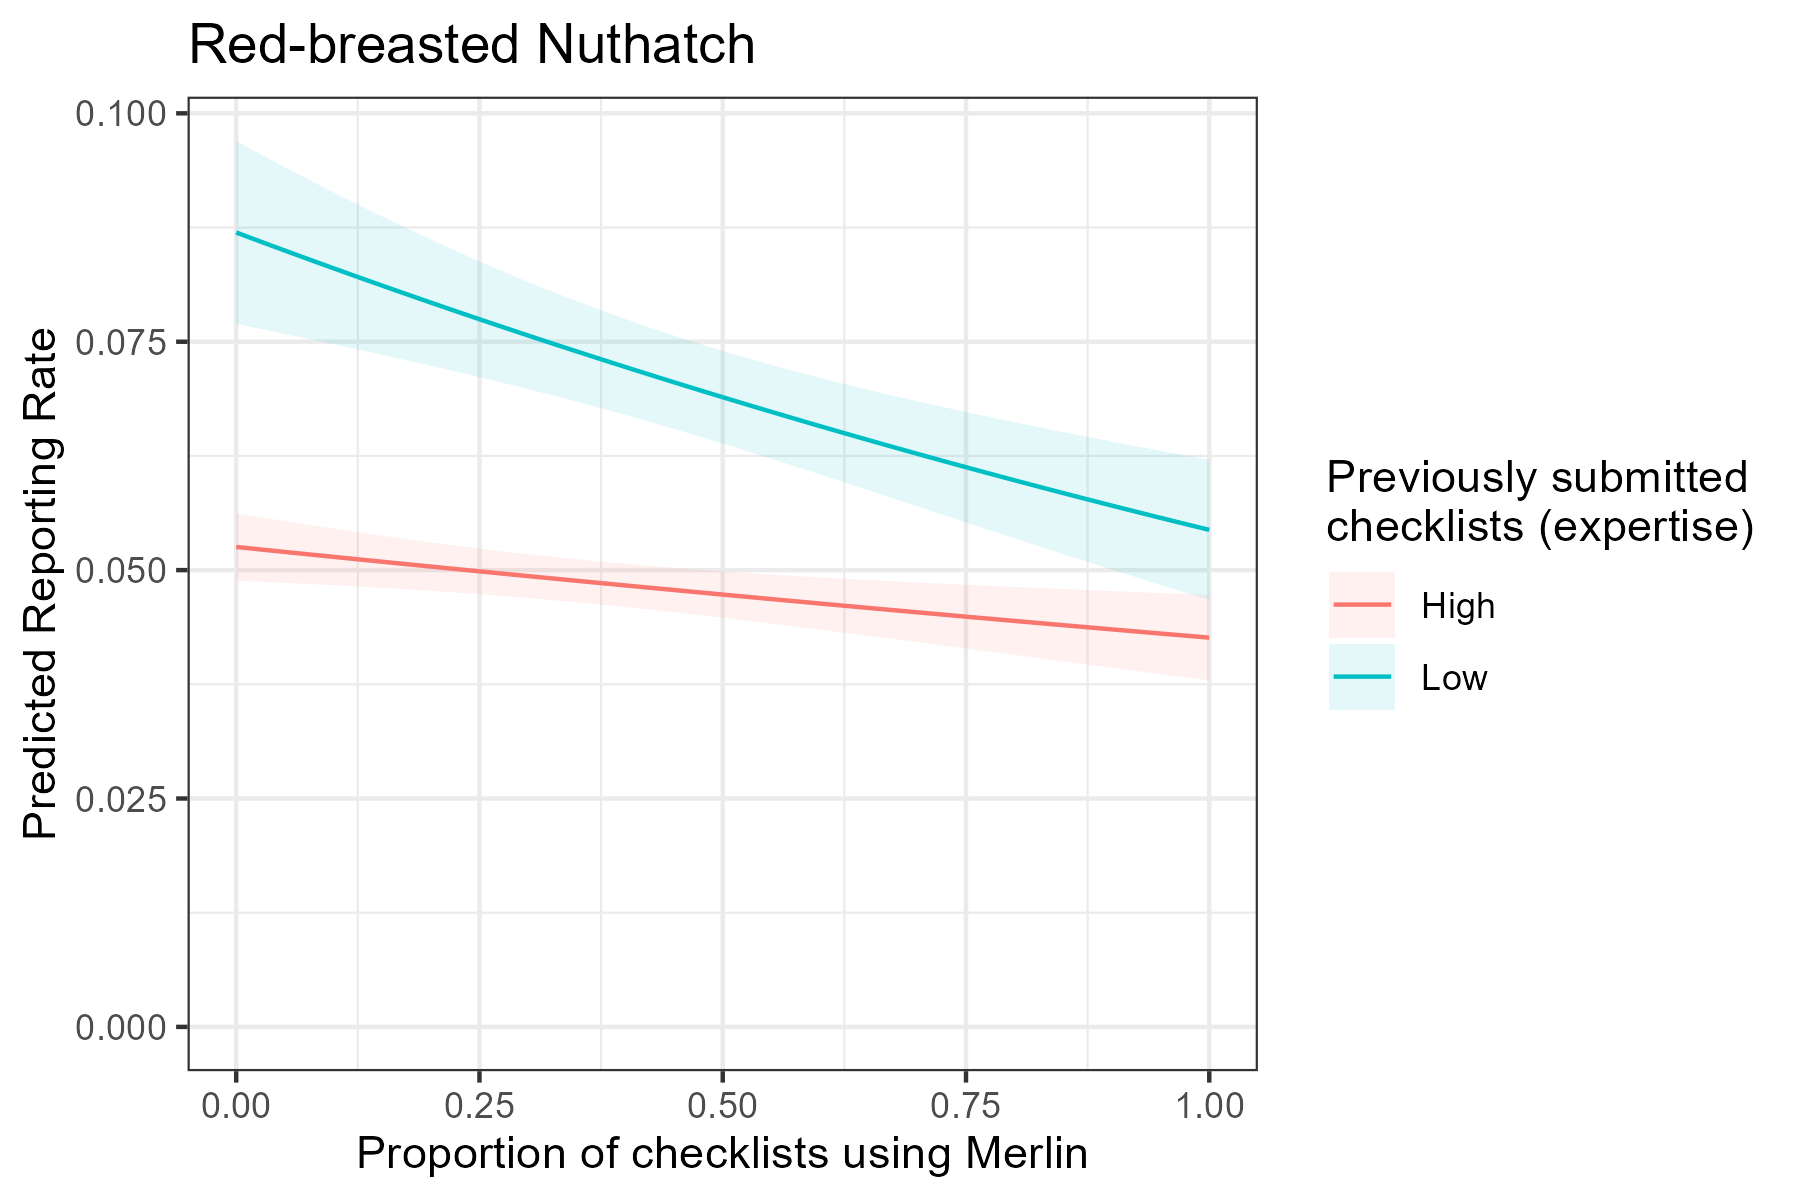 Red-breasted Nuthatch
0.100
0.075
0.050
0.025
0.000
Predicted Reporting Rate
0.00 0.25 0.50 0.75 1.00
Proportion of checklists using Merlin
Previously submitted
checklists (expertise)
High
Low